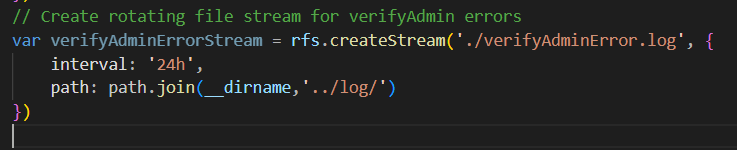 })
// Create rotating file stream for verifyAdmin errors
var verifyAdminErrorStream = rfs.createStream('./verifyAdminError.log', {
    interval: '24h',
    path: path.join(__dirname,'../log/')
})